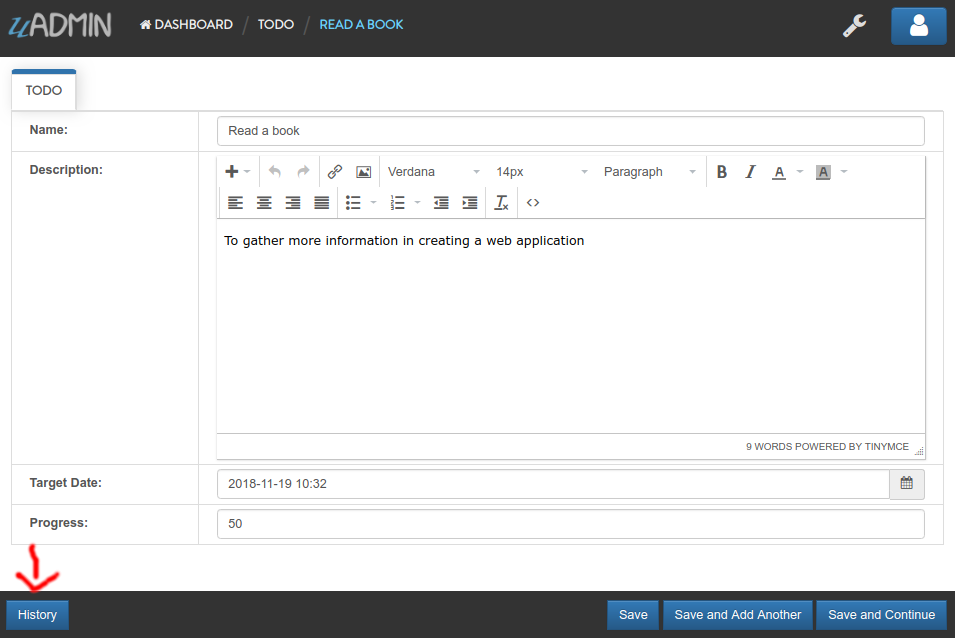 uADMIN DASHBOARD / TODO / READ A BOOK
TODO
Name: Read a book
Description:
Verdana 14px Paragraph B I A A
To gather more information in creating a web application
9 WORDS POWERED BY TINYMCE
Target Date: 2018-11-19 10:32
Progress: 50
History Save Save and Add Another Save and Continue